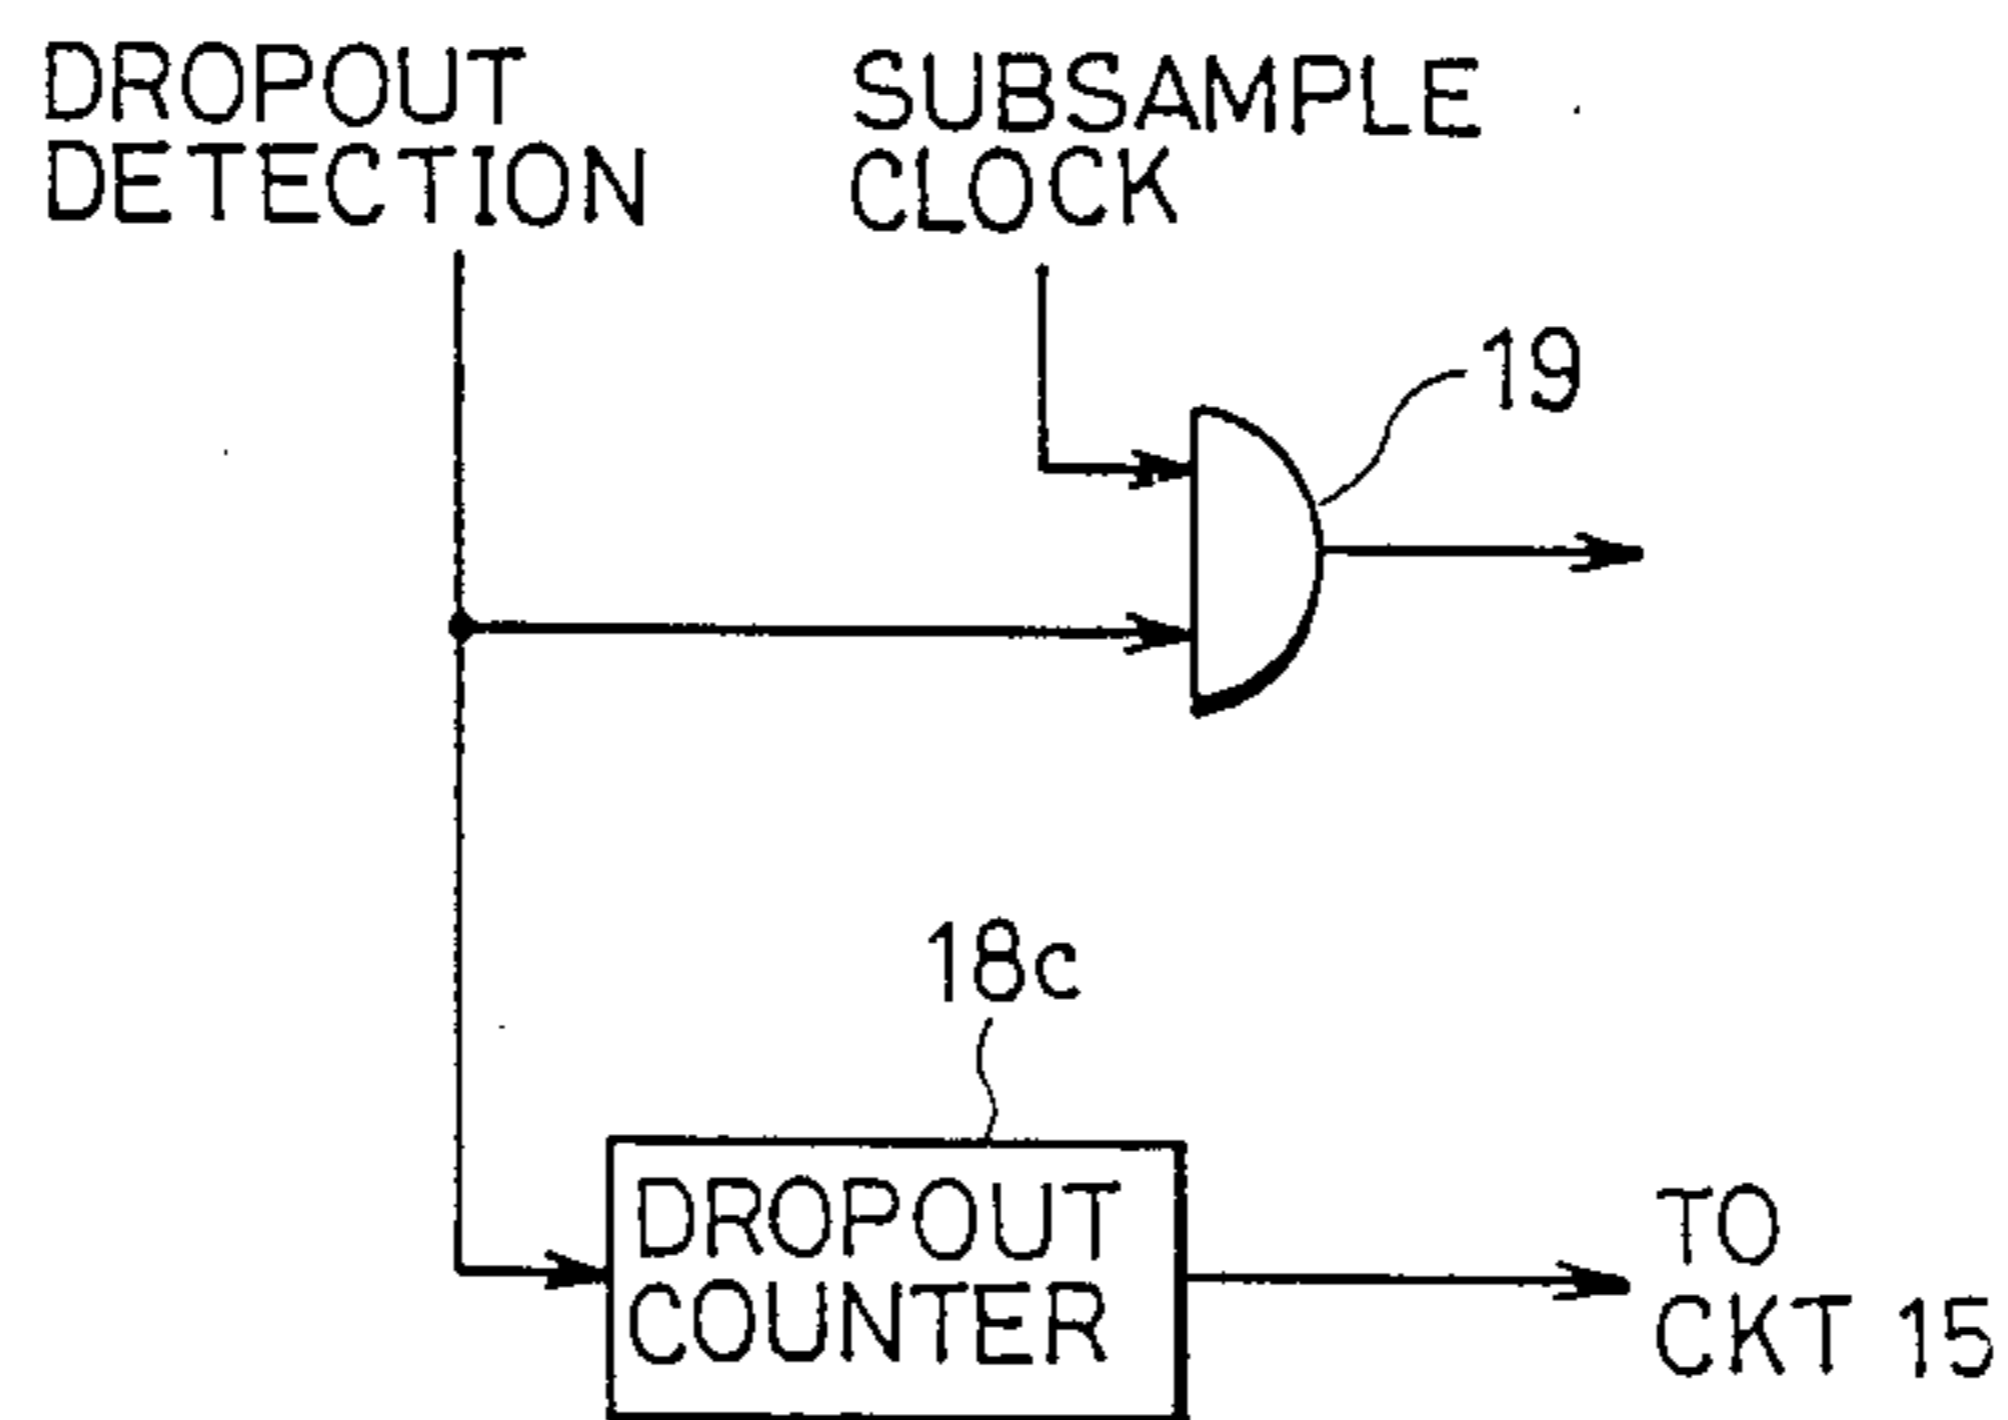 DROPOUT
DETECTION
SUBSAMPLE
CLOCK
19
18c
DROPOUT
COUNTER
TO
CKT 15